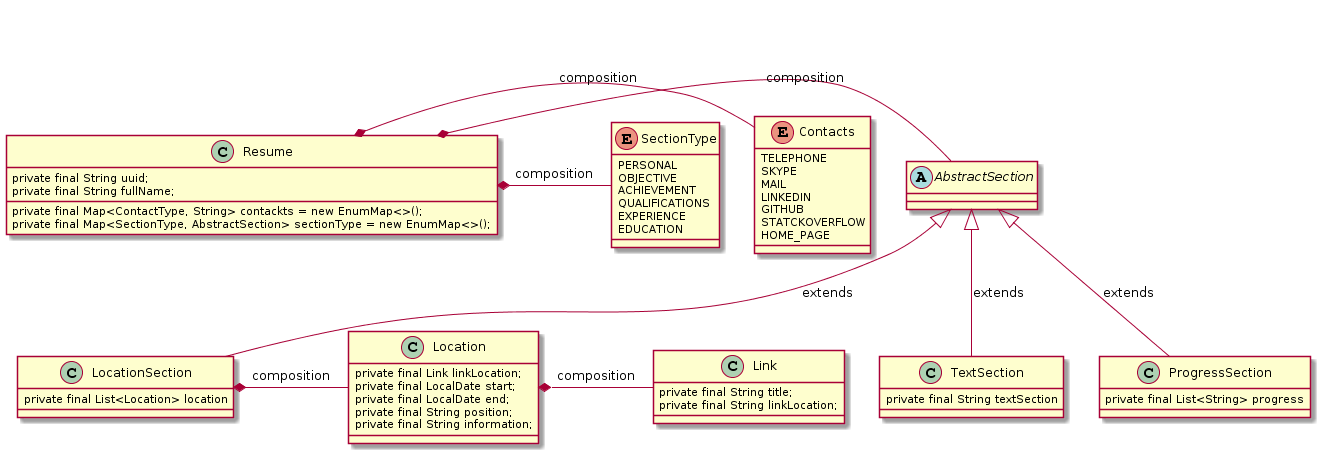 composition
composition
C Resume
private final String uuid;
private final String fullName;
private final Map<ContactType, String> contackts = new EnumMap<>();
private final Map<SectionType, AbstractSection> sectionType = new EnumMap<>();
composition
E SectionType
PERSONAL
OBJECTIVE
ACHIEVEMENT
QUALIFICATIONS
EXPERIENCE
EDUCATION
E Contacts
TELEPHONE
SKYPE
MAIL
LINKEDIN
GITHUB
STATCKOVERFLOW
HOME_PAGE
A AbstractSection
extends
extends
extends
C LocationSection
private final List<Location> location
composition
C Location
private final Link linkLocation;
private final LocalDate start;
private final LocalDate end;
private final String position;
private final String information;
composition
C Link
private final String title;
private final String linkLocation;
C TextSection
private final String textSection
C ProgressSection
private final List<String> progress